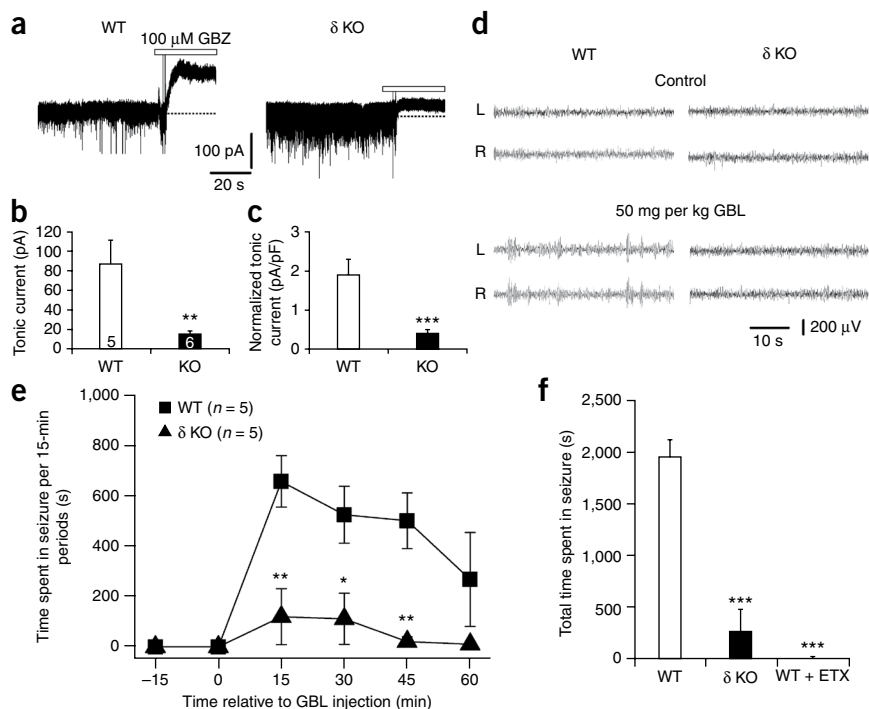 a
WT
δ KO
100 μM GBZ
100 pA
20 s
b
Tonic current (pA)
120
100
80
60
40
20
0
5
**
6
WT
KO
c
Normalized tonic
current (pA/pF)
3
2
1
0
***
WT
KO
d
WT
δ KO
Control
L
R
50 mg per kg GBL
L
R
10 s
200 μV
e
Time spent in seizure per 15-min
periods (s)
1,000
800
600
400
200
0
WT (n = 5)
δ KO (n = 5)
**
*
**
–15
0
15
30
45
60
Time relative to GBL injection (min)
f
Total time spent in seizure (s)
2,500
2,000
1,500
1,000
500
0
***
***
WT
δ KO
WT + ETX